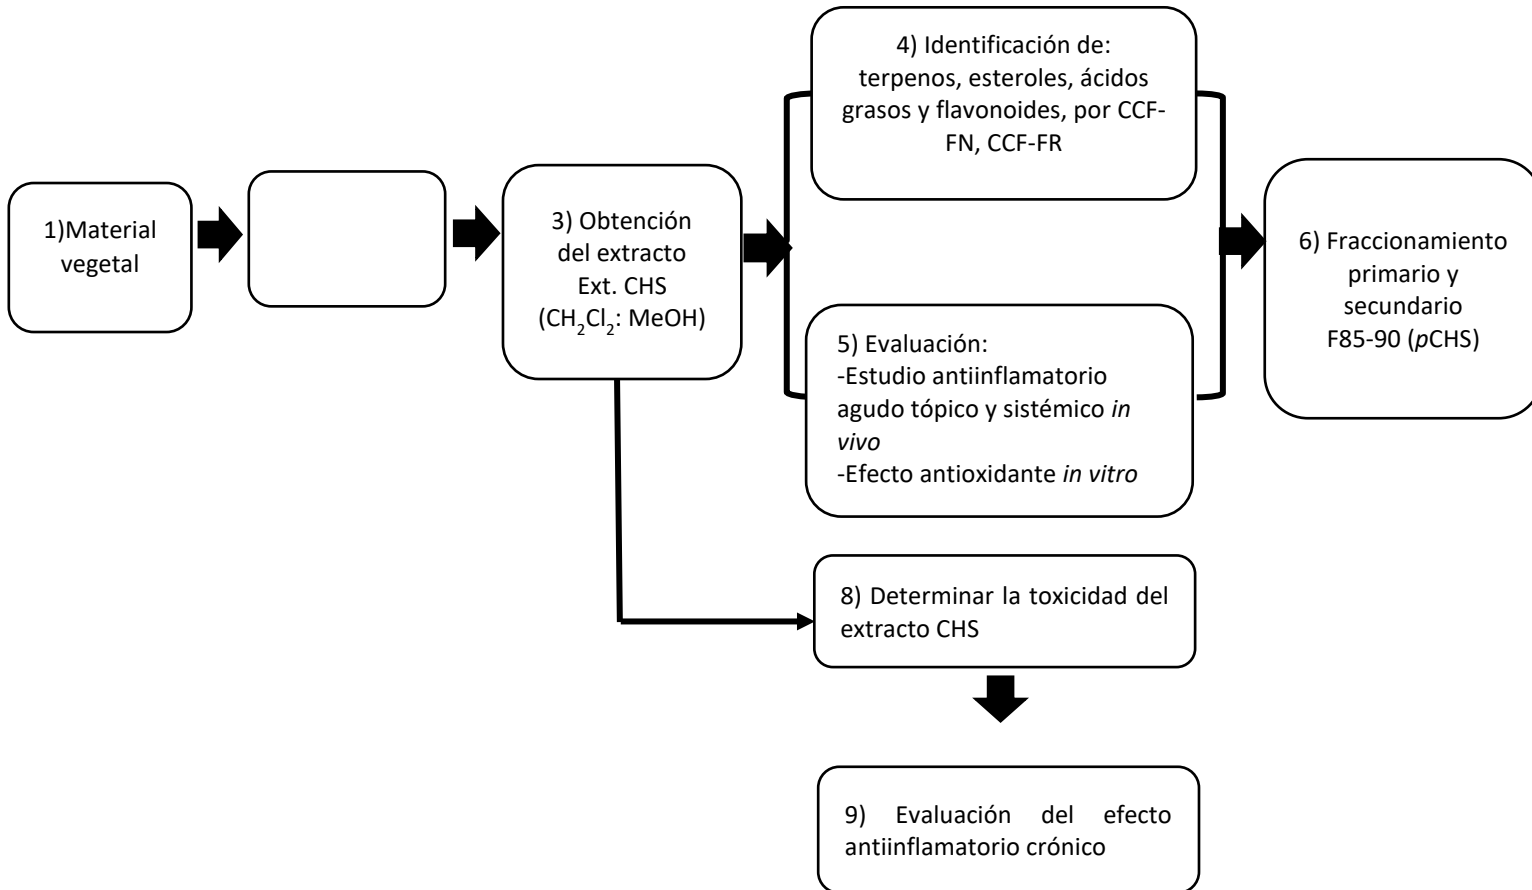 1)Material
vegetal
3) Obtención
del extracto
Ext. CHS
(CH₂Cl₂: MeOH)
4) Identificación de:
terpenos, esteroles, ácidos
grasos y flavonoides, por CCF-
FN, CCF-FR
5) Evaluación:
-Estudio antiinflamatorio
agudo tópico y sistémico in
vivo
-Efecto antioxidante in vitro
6) Fraccionamiento
primario y
secundario
F85-90 (pCHS)
8) Determinar la toxicidad del
extracto CHS
9) Evaluación del efecto
antiinflamatorio crónico